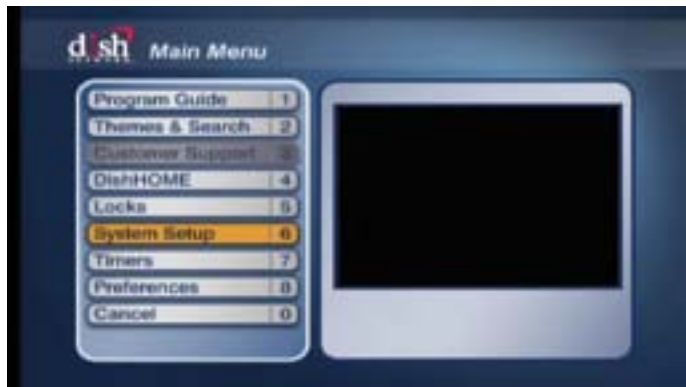 dish Main Menu
NETWORK
Program Guide 1
Themes & Search 2
Customer Support 3
DishHOME 4
Locks 5
System Setup 6
Timers 7
Preferences 8
Cancel 0